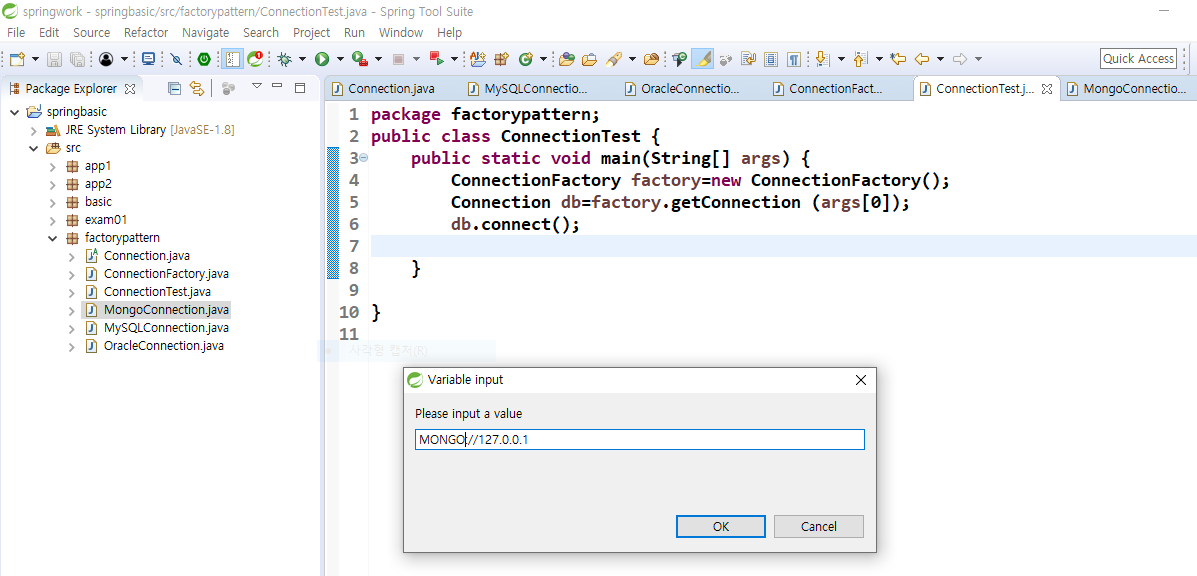 springwork - springbasic/src/factorypattern/ConnectionTest.java - Spring Tool Suite
File Edit Source Refactor Navigate Search Project Run Window Help
Quick Access
Package Explorer
springbasic
JRE System Library [JavaSE-1.8]
src
app1
app2
basic
exam01
factorypattern
Connection.java
ConnectionFactory.java
ConnectionTest.java
MongoConnection.java
MySQLConnection.java
OracleConnection.java
Connection.java MySQLConnectio... OracleConnectio... ConnectionFact... ConnectionTest.j... MongoConnectio...
1 package factorypattern;
2 public class ConnectionTest {
3 public static void main(String[] args) {
4 ConnectionFactory factory=new ConnectionFactory();
5 Connection db=factory.getConnection (args[0]);
6 db.connect();
7
8 }
9
10 }
11
사각형 캡처(R)
Variable input
Please input a value
MONGO://127.0.0.1
OK Cancel